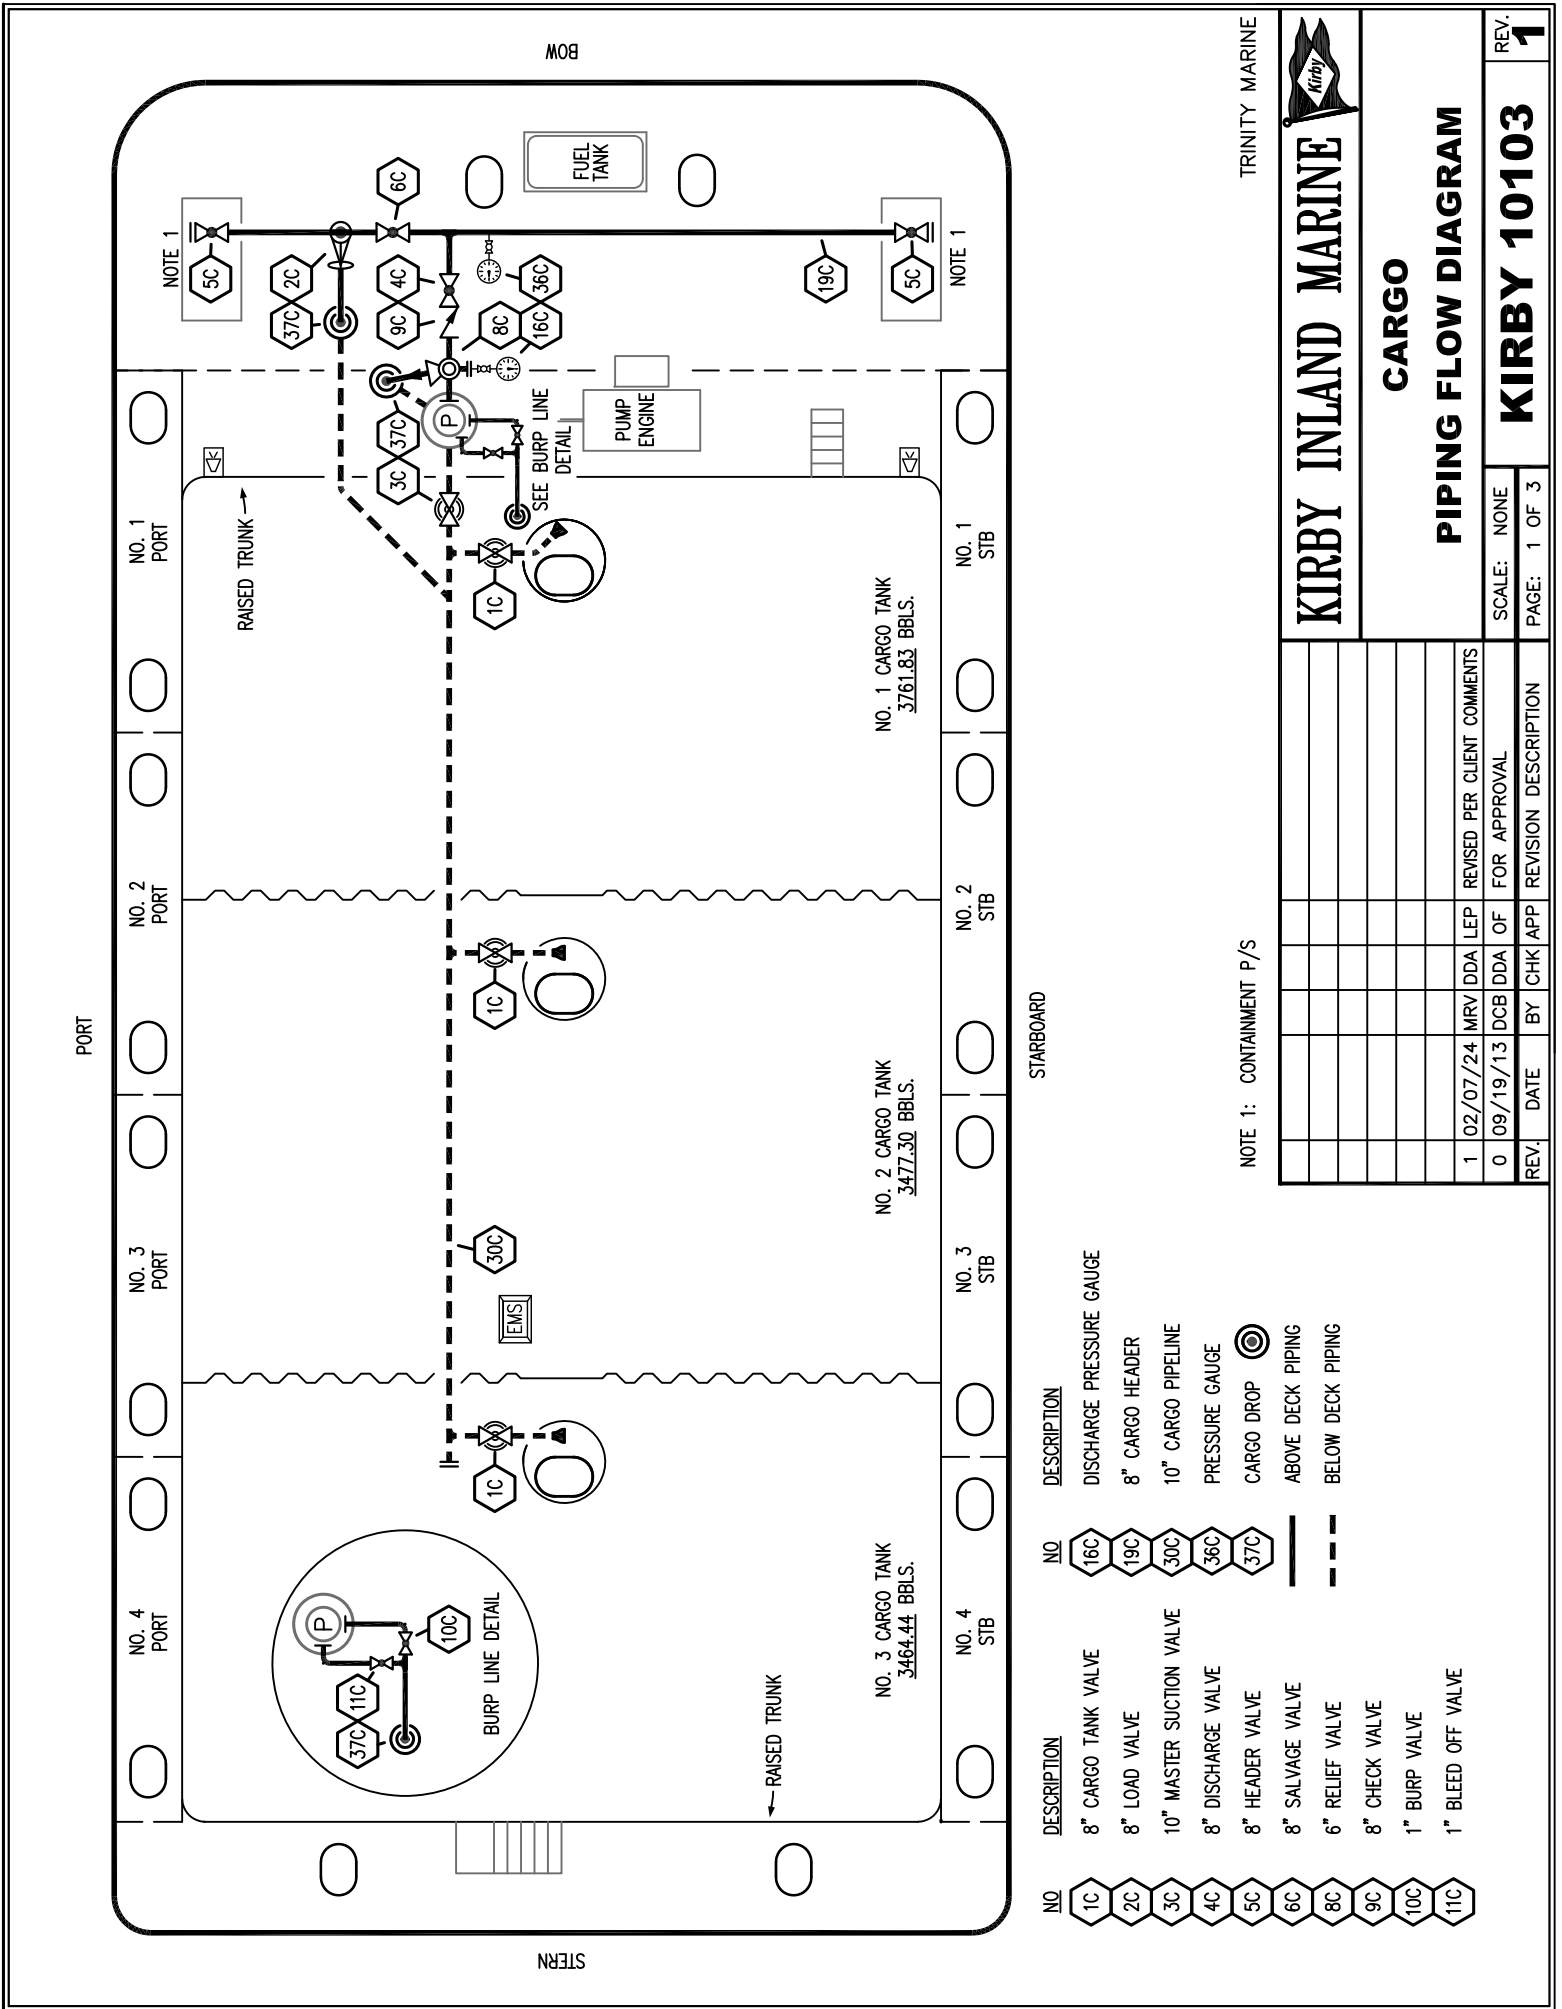 BOW
PORT
STARBOARD
STERN
NOTE 1
5C
2C
37C
6C
4C
9C
8C
16C
36C
19C
5C
NOTE 1
FUEL
TANK
37C
3C
P
SEE BURP LINE
DETAIL
PUMP
ENGINE
1C
RAISED TRUNK
NO. 1
PORT
NO. 2
PORT
NO. 3
PORT
NO. 4
PORT
NO. 1
STB
NO. 2
STB
NO. 3
STB
NO. 4
STB
NO. 1 CARGO TANK
3761.83 BBLS.
1C
NO. 2 CARGO TANK
3477.30 BBLS.
30C
EMS
1C
NO. 3 CARGO TANK
3464.44 BBLS.
P
10C
11C
37C
BURP LINE DETAIL
RAISED TRUNK
NO DESCRIPTION
1C 8" CARGO TANK VALVE
2C 8" LOAD VALVE
3C 10" MASTER SUCTION VALVE
4C 8" DISCHARGE VALVE
5C 8" HEADER VALVE
6C 8" SALVAGE VALVE
8C 6" RELIEF VALVE
9C 8" CHECK VALVE
10C 1" BURP VALVE
11C 1" BLEED OFF VALVE
NO DESCRIPTION
16C DISCHARGE PRESSURE GAUGE
19C 8" CARGO HEADER
30C 10" CARGO PIPELINE
36C PRESSURE GAUGE
37C CARGO DROP
ABOVE DECK PIPING
BELOW DECK PIPING
NOTE 1: CONTAINMENT P/S
TRINITY MARINE
KIRBY INLAND MARINE
Kirby
CARGO
PIPING FLOW DIAGRAM
SCALE: NONE
PAGE: 1 OF 3
KIRBY 10103
REV.
1
1 02/07/24 MRV DDA LEP REVISED PER CLIENT COMMENTS
0 09/19/13 DCB DDA OF FOR APPROVAL
REV. DATE BY CHK APP REVISION DESCRIPTION